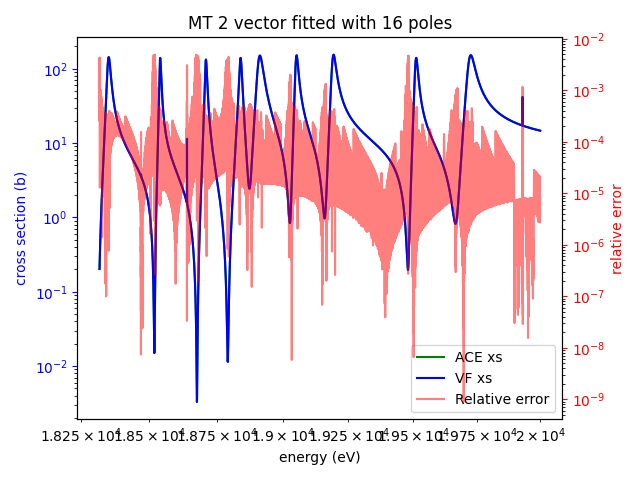 MT 2 vector fitted with 16 poles
cross section (b)
10² 10¹ 10⁰ 10⁻¹ 10⁻²
10⁻² 10⁻³ 10⁻⁴ 10⁻⁵ 10⁻⁶ 10⁻⁷ 10⁻⁸ 10⁻⁹
relative error
ACE xs
VF xs
Relative error
1.825 × 10⁴ 1.85 × 10⁴ 1.875 × 10⁴ 1.9 × 10⁴ 1.925 × 10⁴ 1.95 × 10⁴ 1.975 × 10⁴ 2 × 10⁴
energy (eV)